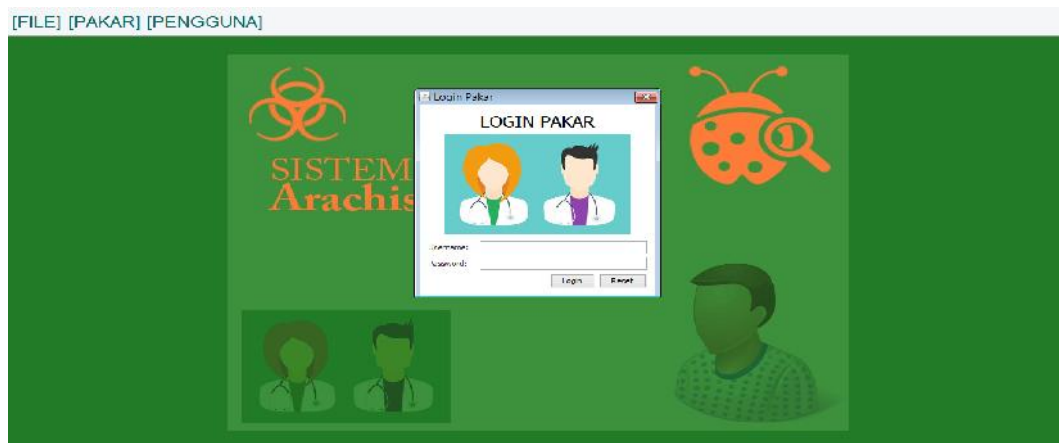 [FILE] [PAKAR] [PENGGUNA]
Login Pakar
LOGIN PAKAR
SISTEM
Arachis
Username:
Password:
Login Reset